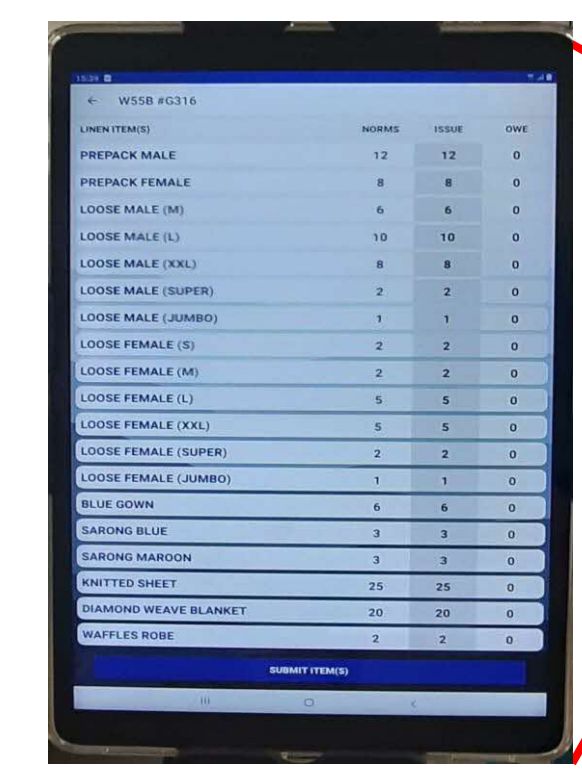 15:39
← W55B #G316
LINEN ITEM(S) NORMS ISSUE OWE
PREPACK MALE 12 12 0
PREPACK FEMALE 8 8 0
LOOSE MALE (M) 6 6 0
LOOSE MALE (L) 10 10 0
LOOSE MALE (XXL) 8 8 0
LOOSE MALE (SUPER) 2 2 0
LOOSE MALE (JUMBO) 1 1 0
LOOSE FEMALE (S) 2 2 0
LOOSE FEMALE (M) 2 2 0
LOOSE FEMALE (L) 5 5 0
LOOSE FEMALE (XXL) 5 5 0
LOOSE FEMALE (SUPER) 2 2 0
LOOSE FEMALE (JUMBO) 1 1 0
BLUE GOWN 6 6 0
SARONG BLUE 3 3 0
SARONG MAROON 3 3 0
KNITTED SHEET 25 25 0
DIAMOND WEAVE BLANKET 20 20 0
WAFFLES ROBE 2 2 0
SUBMIT ITEM(S)